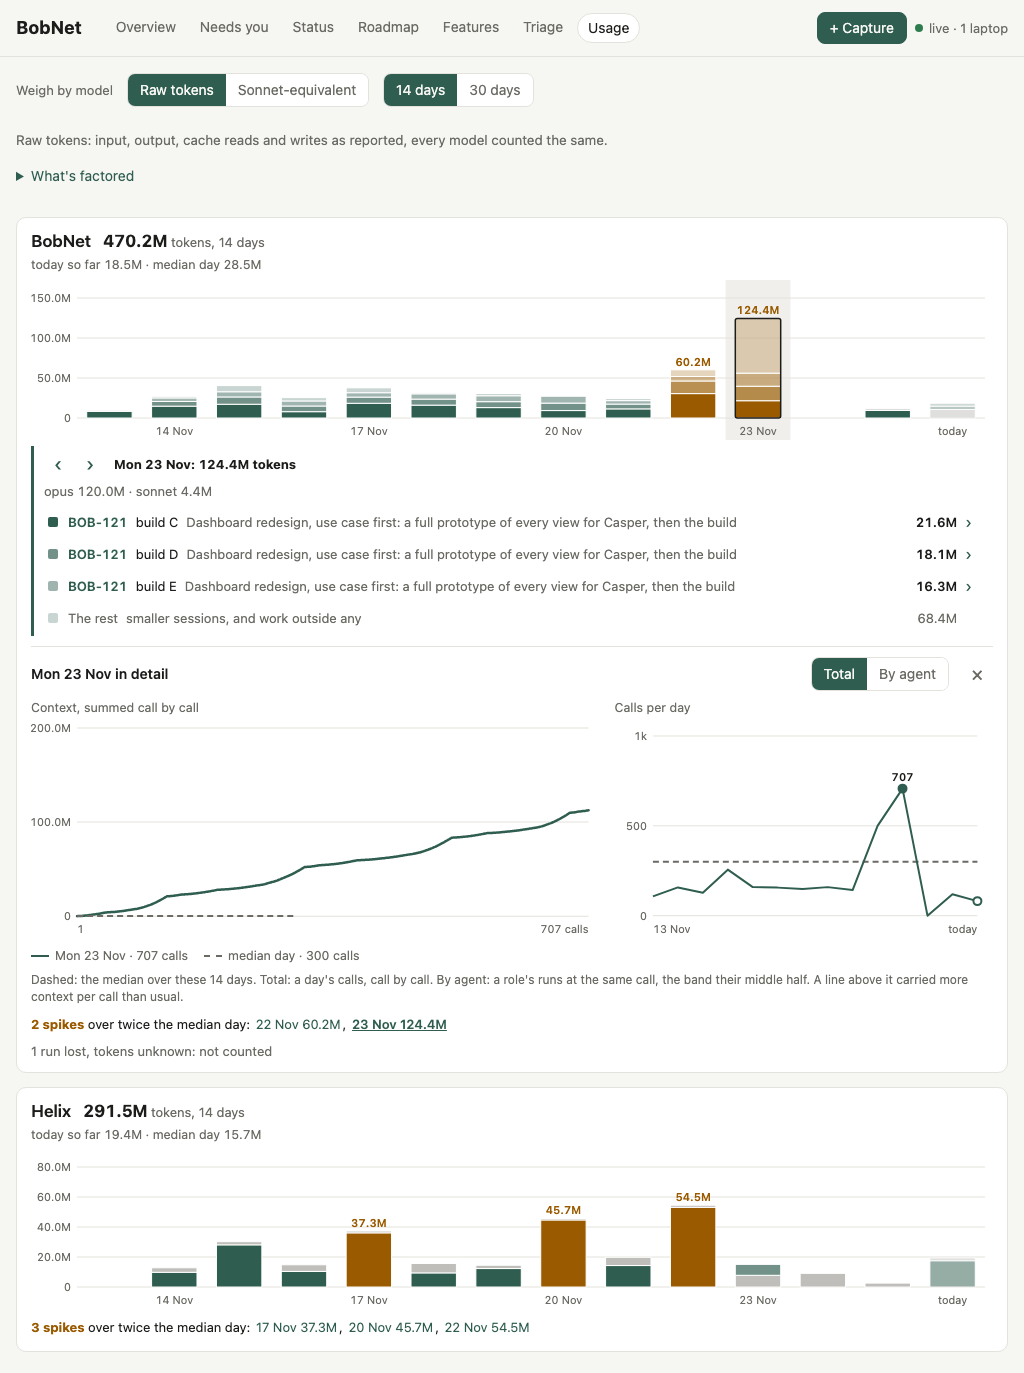 BobNet Overview Needs you Status Roadmap Features Triage Usage + Capture live · 1 laptop
Weigh by model Raw tokens Sonnet-equivalent 14 days 30 days
Raw tokens: input, output, cache reads and writes as reported, every model counted the same.
What's factored
BobNet 470.2M tokens, 14 days
today so far 18.5M · median day 28.5M
150.0M
124.4M
100.0M
60.2M
50.0M
0
14 Nov 17 Nov 20 Nov 23 Nov today
‹ › Mon 23 Nov: 124.4M tokens
opus 120.0M · sonnet 4.4M
BOB-121 build C Dashboard redesign, use case first: a full prototype of every view for Casper, then the build 21.6M ›
BOB-121 build D Dashboard redesign, use case first: a full prototype of every view for Casper, then the build 18.1M ›
BOB-121 build E Dashboard redesign, use case first: a full prototype of every view for Casper, then the build 16.3M ›
The rest smaller sessions, and work outside any 68.4M
Mon 23 Nov in detail Total By agent ×
Context, summed call by call
200.0M
100.0M
0
1 707 calls
Calls per day
1k
707
500
0
13 Nov today
Mon 23 Nov · 707 calls median day · 300 calls
Dashed: the median over these 14 days. Total: a day's calls, call by call. By agent: a role's runs at the same call, the band their middle half. A line above it carried more
context per call than usual.
2 spikes over twice the median day: 22 Nov 60.2M, 23 Nov 124.4M
1 run lost, tokens unknown: not counted
Helix 291.5M tokens, 14 days
today so far 19.4M · median day 15.7M
80.0M
60.0M
54.5M
45.7M
40.0M
37.3M
20.0M
0
14 Nov 17 Nov 20 Nov 23 Nov today
3 spikes over twice the median day: 17 Nov 37.3M, 20 Nov 45.7M, 22 Nov 54.5M